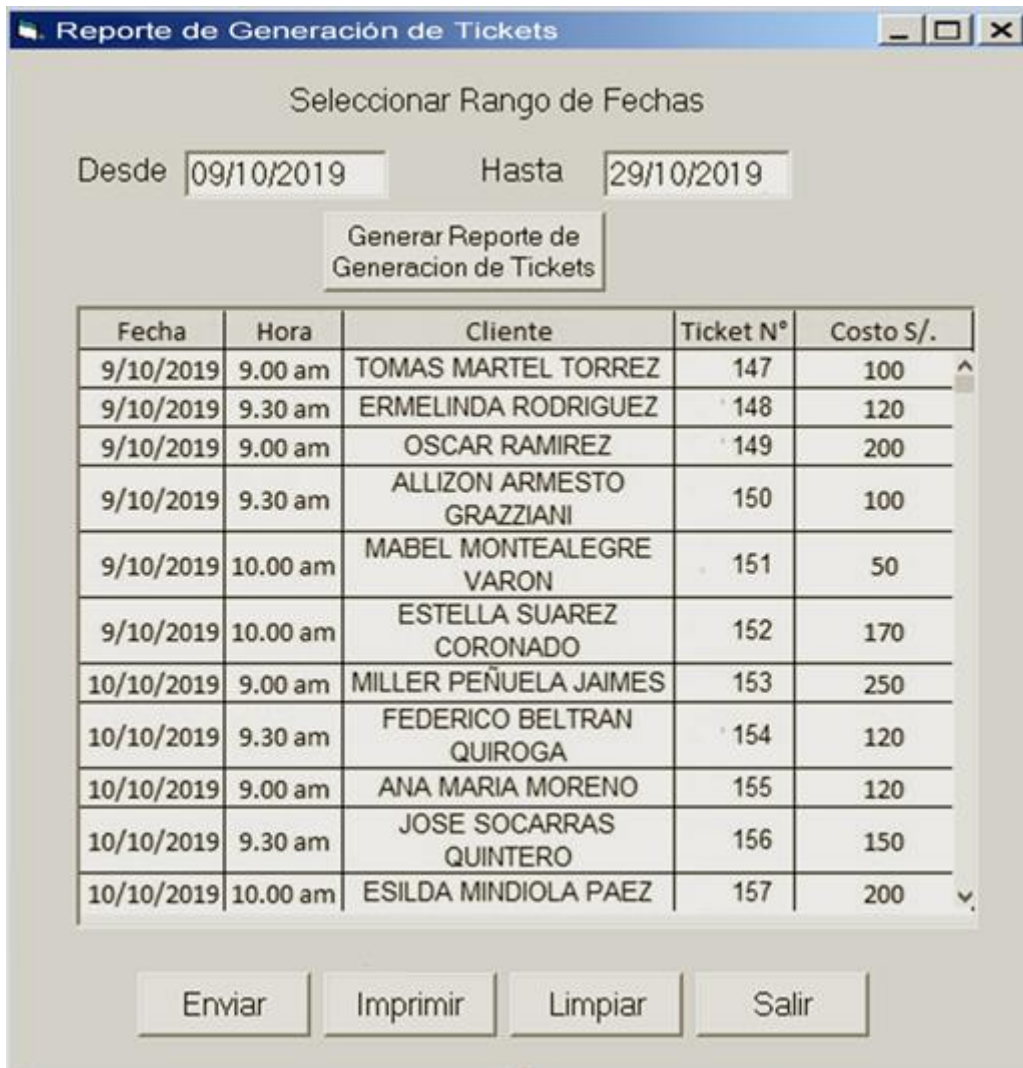 Reporte de Generación de Tickets
Seleccionar Rango de Fechas
Desde 09/10/2019 Hasta 29/10/2019
Generar Reporte de
Generacion de Tickets
Fecha Hora Cliente Ticket N° Costo S/.
9/10/2019 9.00 am TOMAS MARTEL TORREZ 147 100
9/10/2019 9.30 am ERMELINDA RODRIGUEZ 148 120
9/10/2019 9.00 am OSCAR RAMIREZ 149 200
9/10/2019 9.30 am ALLIZON ARMESTO
GRAZZIANI 150 100
9/10/2019 10.00 am MABEL MONTEALEGRE
VARON 151 50
9/10/2019 10.00 am ESTELLA SUAREZ
CORONADO 152 170
10/10/2019 9.00 am MILLER PEÑUELA JAIMES 153 250
10/10/2019 9.30 am FEDERICO BELTRAN
QUIROGA 154 120
10/10/2019 9.00 am ANA MARIA MORENO 155 120
10/10/2019 9.30 am JOSE SOCARRAS
QUINTERO 156 150
10/10/2019 10.00 am ESILDA MINDIOLA PAEZ 157 200
Enviar Imprimir Limpiar Salir